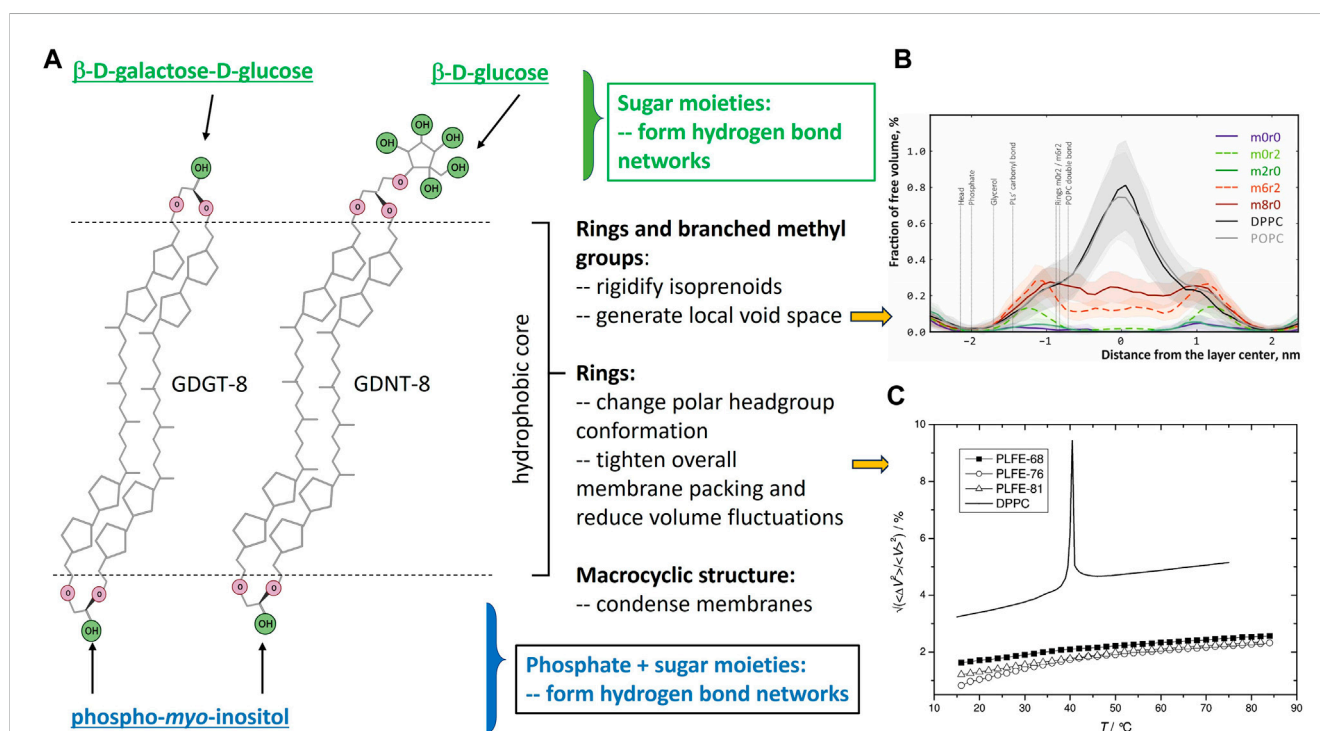 A
β-D-galactose-D-glucose
β-D-glucose
OH
OH
OH
OH
OH
OH
O
O
O
O
O
GDGT-8
GDNT-8
O
O
O
O
OH
OH
phospho-myo-inositol
Sugar moieties:
-- form hydrogen bond
networks
hydrophobic core
Rings and branched methyl
groups:
-- rigidify isoprenoids
-- generate local void space
Rings:
-- change polar headgroup
conformation
-- tighten overall
membrane packing and
reduce volume fluctuations
Macrocyclic structure:
-- condense membranes
Phosphate + sugar moieties:
-- form hydrogen bond networks
B
Fraction of free volume, %
1.0
0.8
0.6
0.4
0.2
0.0
Head
Phosphate
Glycerol
PLs' carbonyl bond
Rings m0r2 / m6r2
POPC double bond
m0r0
m0r2
m2r0
m6r2
m8r0
DPPC
POPC
−2
−1
0
1
2
Distance from the layer center, nm
C
√(<ΔV²>/<V>²) / %
10
8
6
4
2
PLFE-68
PLFE-76
PLFE-81
DPPC
10
20
30
40
50
60
70
80
90
T / °C